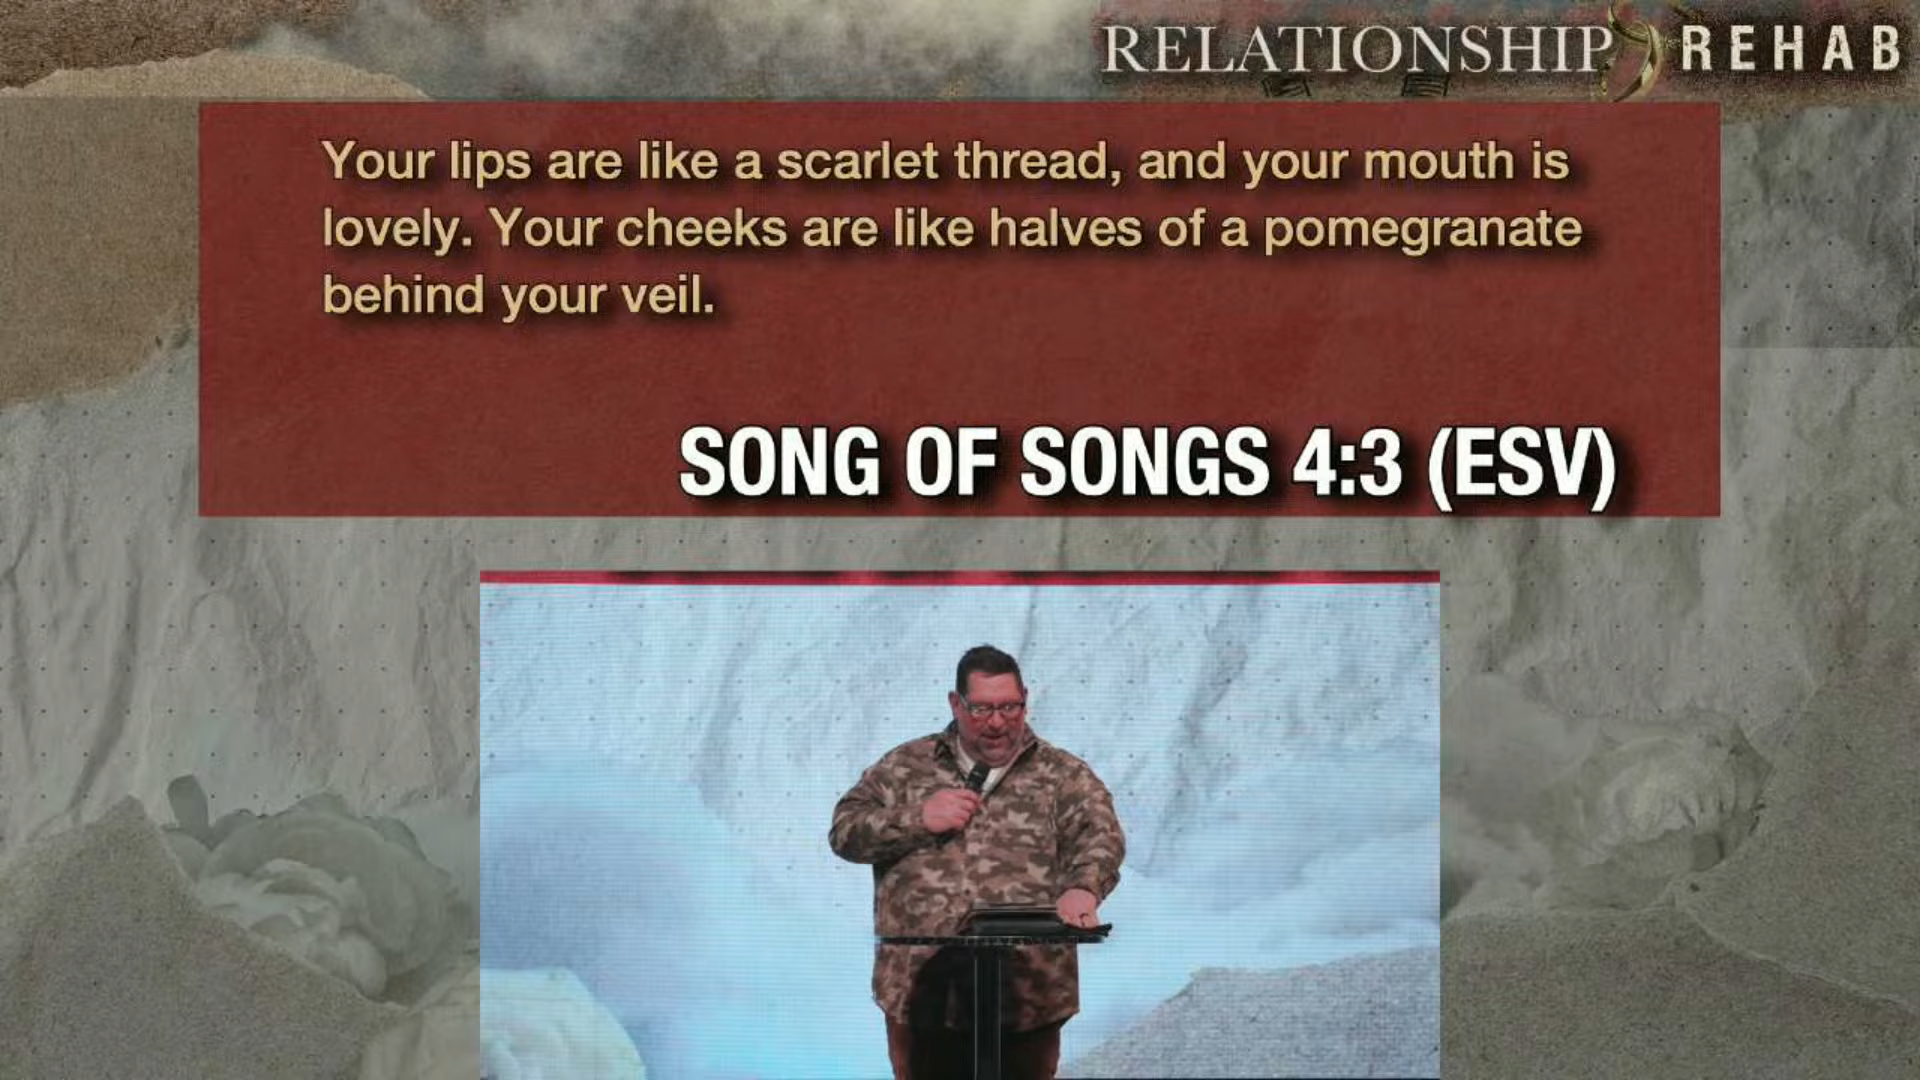 RELATIONSHIP REHAB
Your lips are like a scarlet thread, and your mouth is
lovely. Your cheeks are like halves of a pomegranate
behind your veil.
SONG OF SONGS 4:3 (ESV)